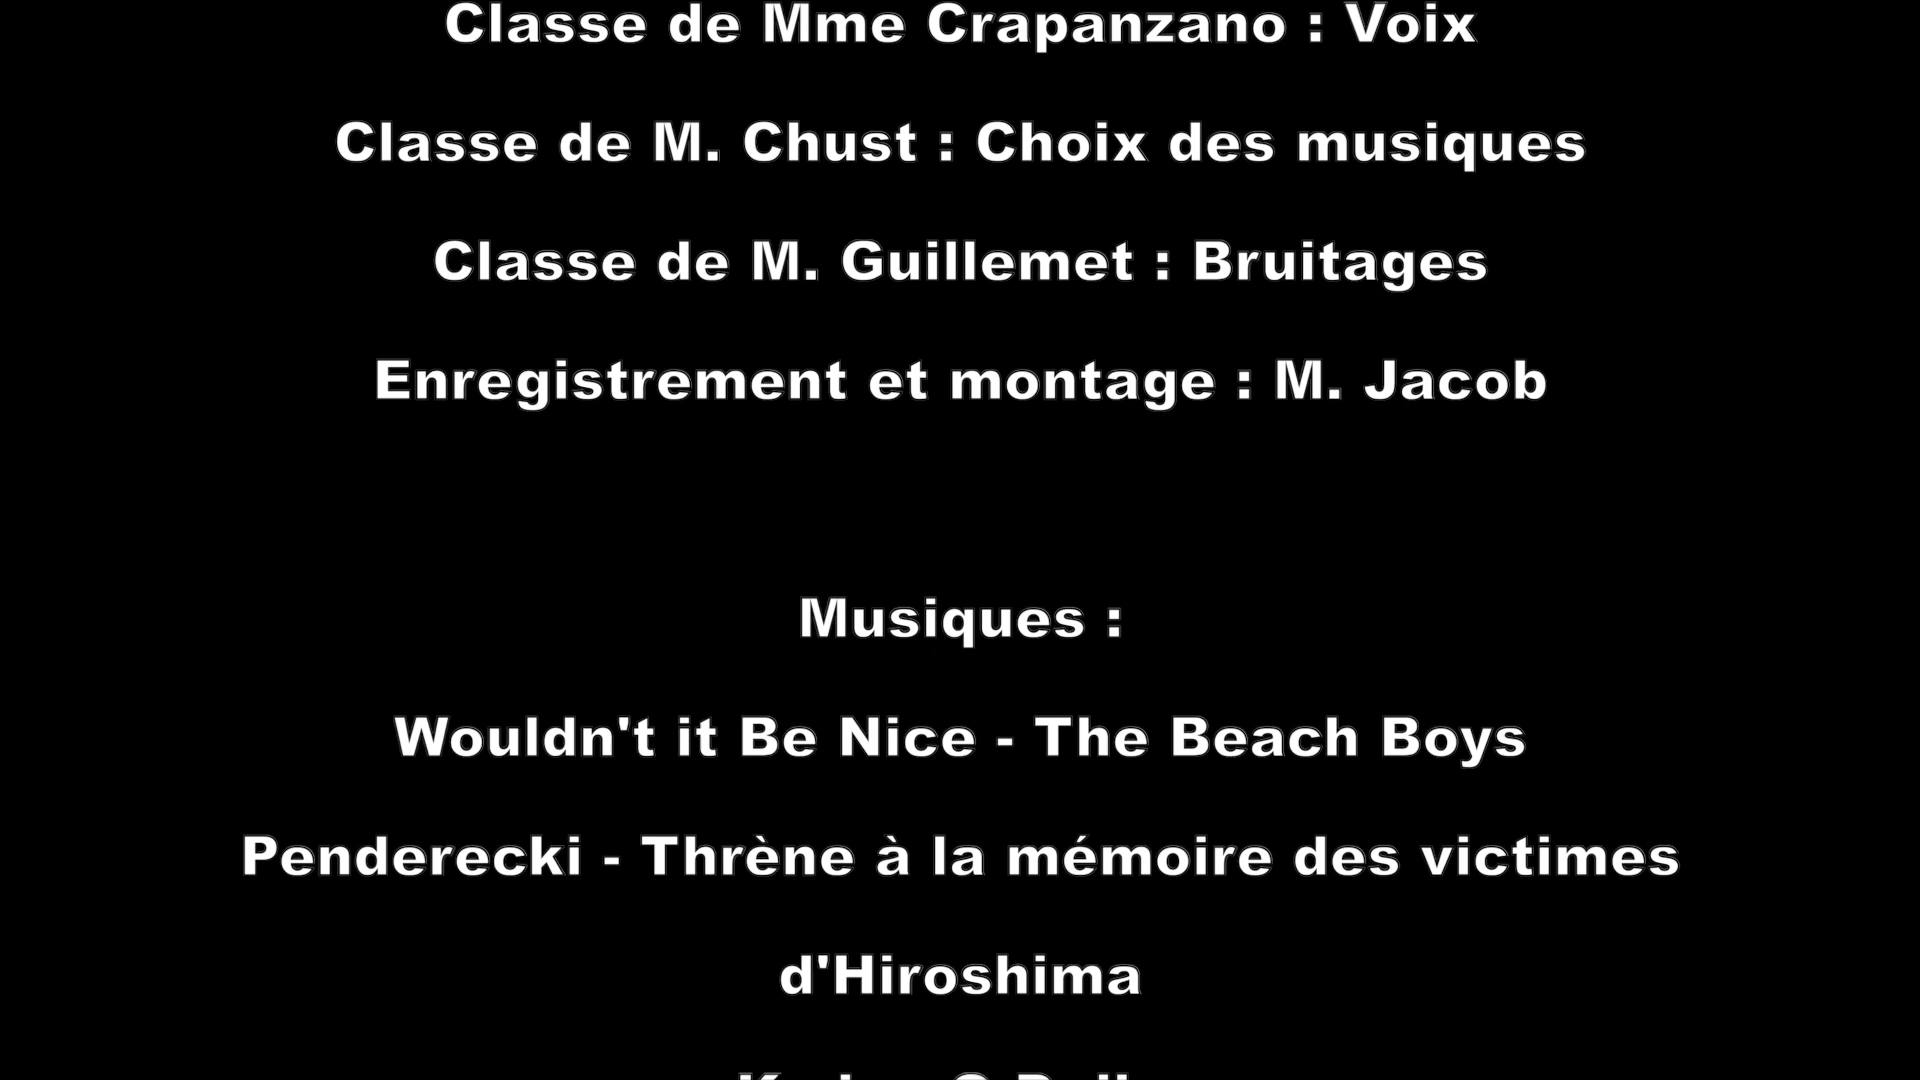 Classe de Mme Crapanzano : Voix
Classe de M. Chust : Choix des musiques
Classe de M. Guillemet : Bruitages
Enregistrement et montage : M. Jacob
Musiques :
Wouldn't it Be Nice - The Beach Boys
Penderecki - Thrène à la mémoire des victimes
d'Hiroshima